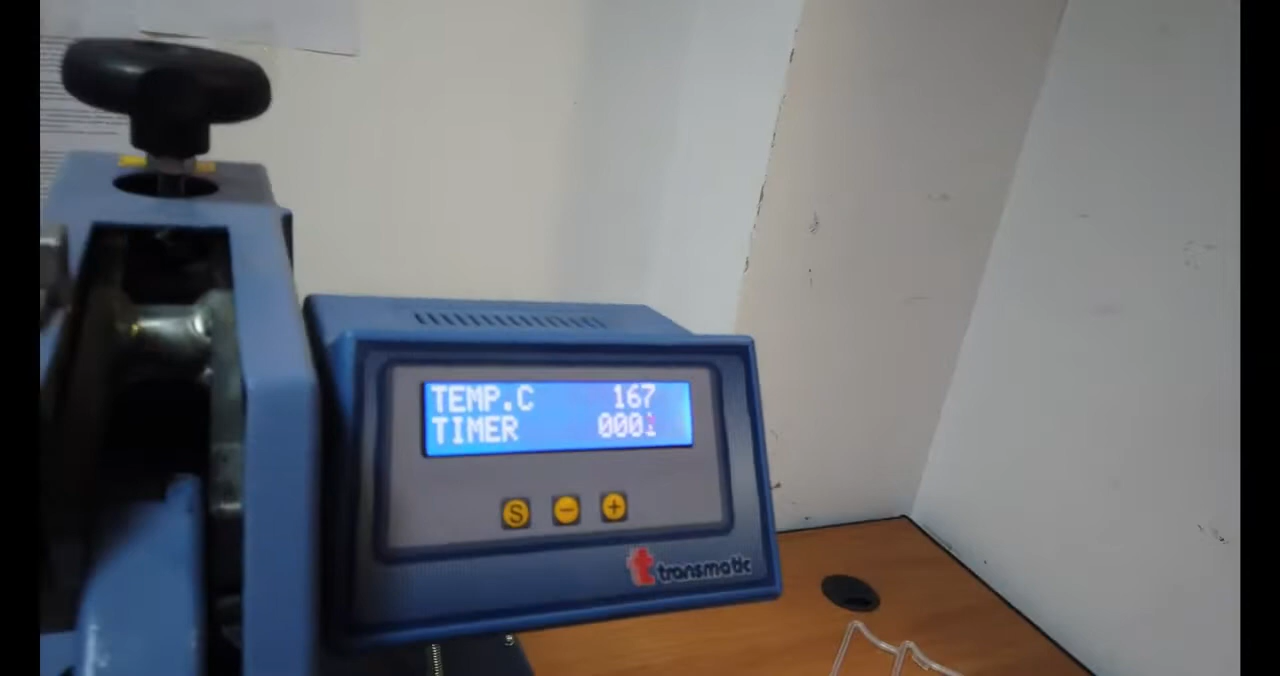 TEMP.C 167
TIMER 0001
S - +
t transmatic